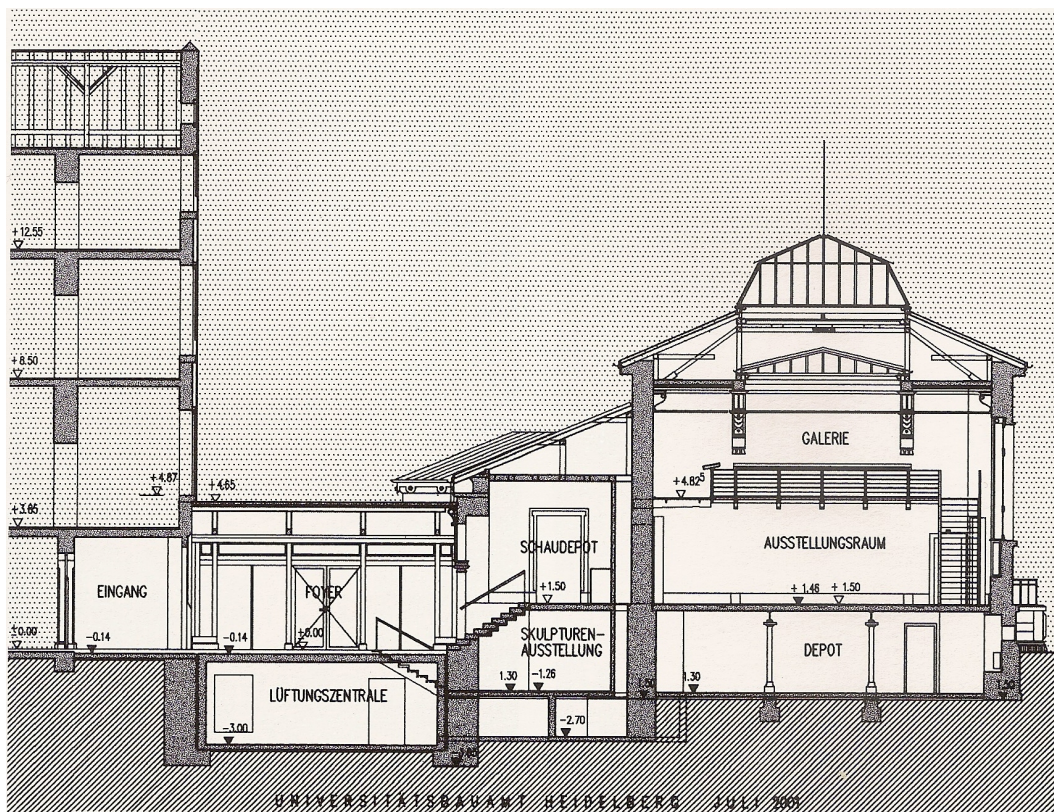 +12.55
+8.50
+4.87
+3.85
+4.65
GALERIE
+4.82⁵
EINGANG
FOYER
SCHAUDEPOT
AUSSTELLUNGSRAUM
+1.50
+ 1.46
+ 1.50
±0.00
-0.14
-0.14
±0.00
SKULPTUREN-
AUSSTELLUNG
DEPOT
1.30
-1.26
1.30
LÜFTUNGSZENTRALE
-3.00
-2.70
UNIVERSITÄTSBAUAMT HEIDELBERG JULI 2001